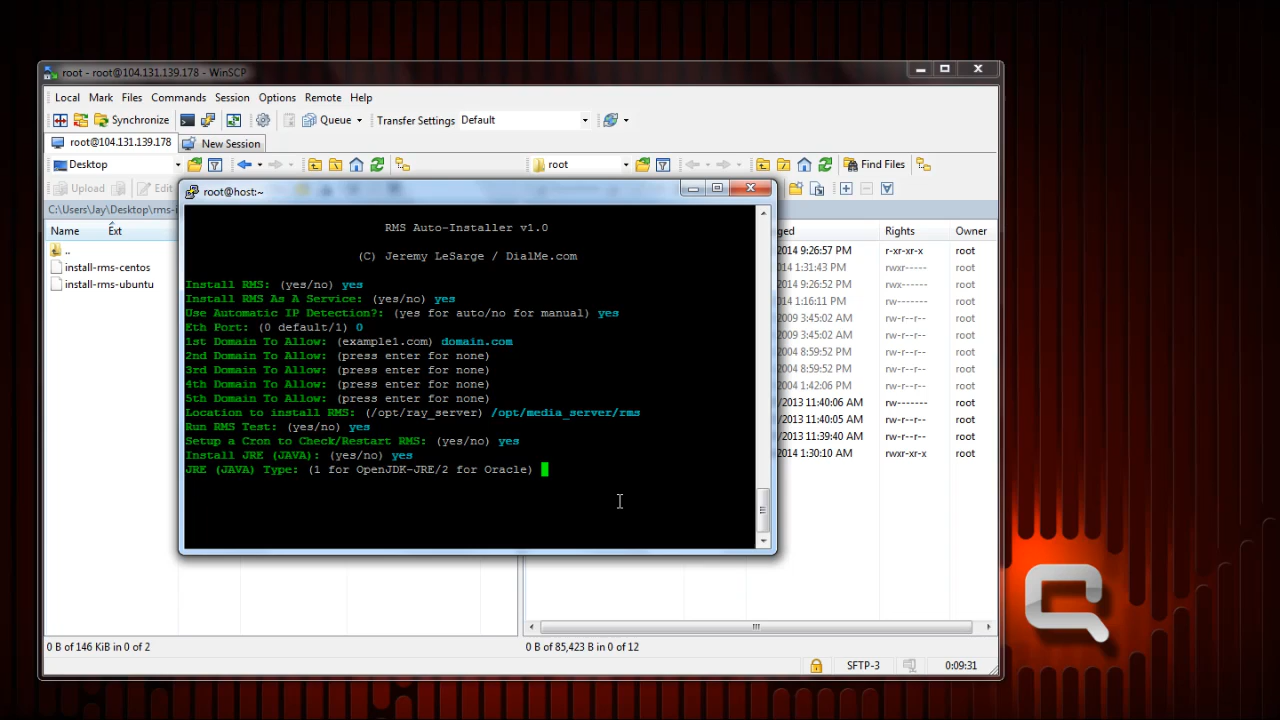 root - root@104.131.139.178 - WinSCP
Local Mark Files Commands Session Options Remote Help
Synchronize Queue Transfer Settings Default
root@104.131.139.178 New Session
Desktop root Find Files
Upload Edit
C:\Users\Jay\Desktop\rms-i
Name Ext ged Rights Owner
..
install-rms-centos
install-rms-ubuntu
root@host:~
RMS Auto-Installer v1.0
(C) Jeremy LeSarge / DialMe.com
Install RMS: (yes/no) yes
Install RMS As A Service: (yes/no) yes
Use Automatic IP Detection?: (yes for auto/no for manual) yes
Eth Port: (0 default/1) 0
1st Domain To Allow: (example1.com) domain.com
2nd Domain To Allow: (press enter for none)
3rd Domain To Allow: (press enter for none)
4th Domain To Allow: (press enter for none)
5th Domain To Allow: (press enter for none)
Location to install RMS: (/opt/ray_server) /opt/media_server/rms
Run RMS Test: (yes/no) yes
Setup a Cron to Check/Restart RMS: (yes/no) yes
Install JRE (JAVA): (yes/no) yes
JRE (JAVA) Type: (1 for OpenJDK-JRE/2 for Oracle)
2014 9:26:57 PM r-xr-xr-x root
2014 1:31:43 PM rwxr----- root
2014 9:26:52 PM rwx------ root
2014 1:16:11 PM rwxr----- root
2009 3:45:02 AM rw-r--r-- root
2009 3:45:02 AM rw-r--r-- root
2004 8:59:52 PM rw-r--r-- root
2004 8:59:52 PM rw-r--r-- root
2004 1:42:06 PM rw-r--r-- root
/2013 11:40:06 AM rw------- root
/2013 11:40:05 AM rw-r--r-- root
/2013 11:39:40 AM rw-r--r-- root
2014 1:30:10 AM rwxr-xr-x root
0 B of 146 KiB in 0 of 2
0 B of 85,423 B in 0 of 12
SFTP-3 0:09:31